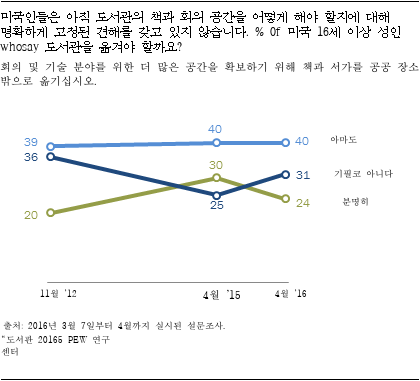 미국인들은 아직 도서관의 책과 회의 공간을 어떻게 해야 할지에 대해
명확하게 고정된 견해를 갖고 있지 않습니다. % Of 미국 16세 이상 성인
whosay 도서관을 옮겨야 할까요?
회의 및 기술 분야를 위한 더 많은 공간을 확보하기 위해 책과 서가를 공공 장소
밖으로 옮기십시오.
39 40 40 아마도
36 30 31 기필코 아니다
20 25 24 분명히
11월 '12 4월 '15 4월 '16
출처: 2016년 3월 7일부터 4월까지 실시된 설문조사.
"도서관 20165 PEW 연구
센터